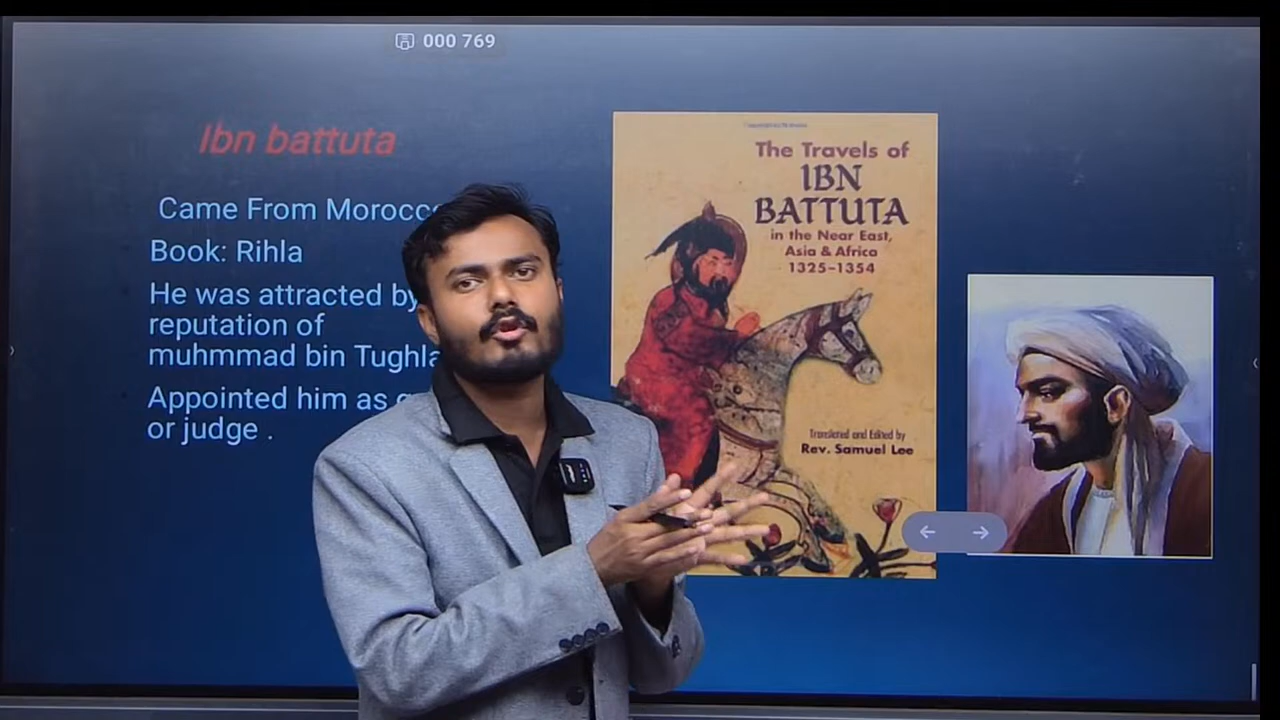 000 769
Ibn battuta
Came From Morocco
Book: Rihla
He was attracted by
reputation of
muhmmad bin Tughla
Appointed him as
or judge .
The Travels of
IBN
BATTUTA
in the Near East,
Asia & Africa
1325–1354
Translated and Edited by
Rev. Samuel Lee